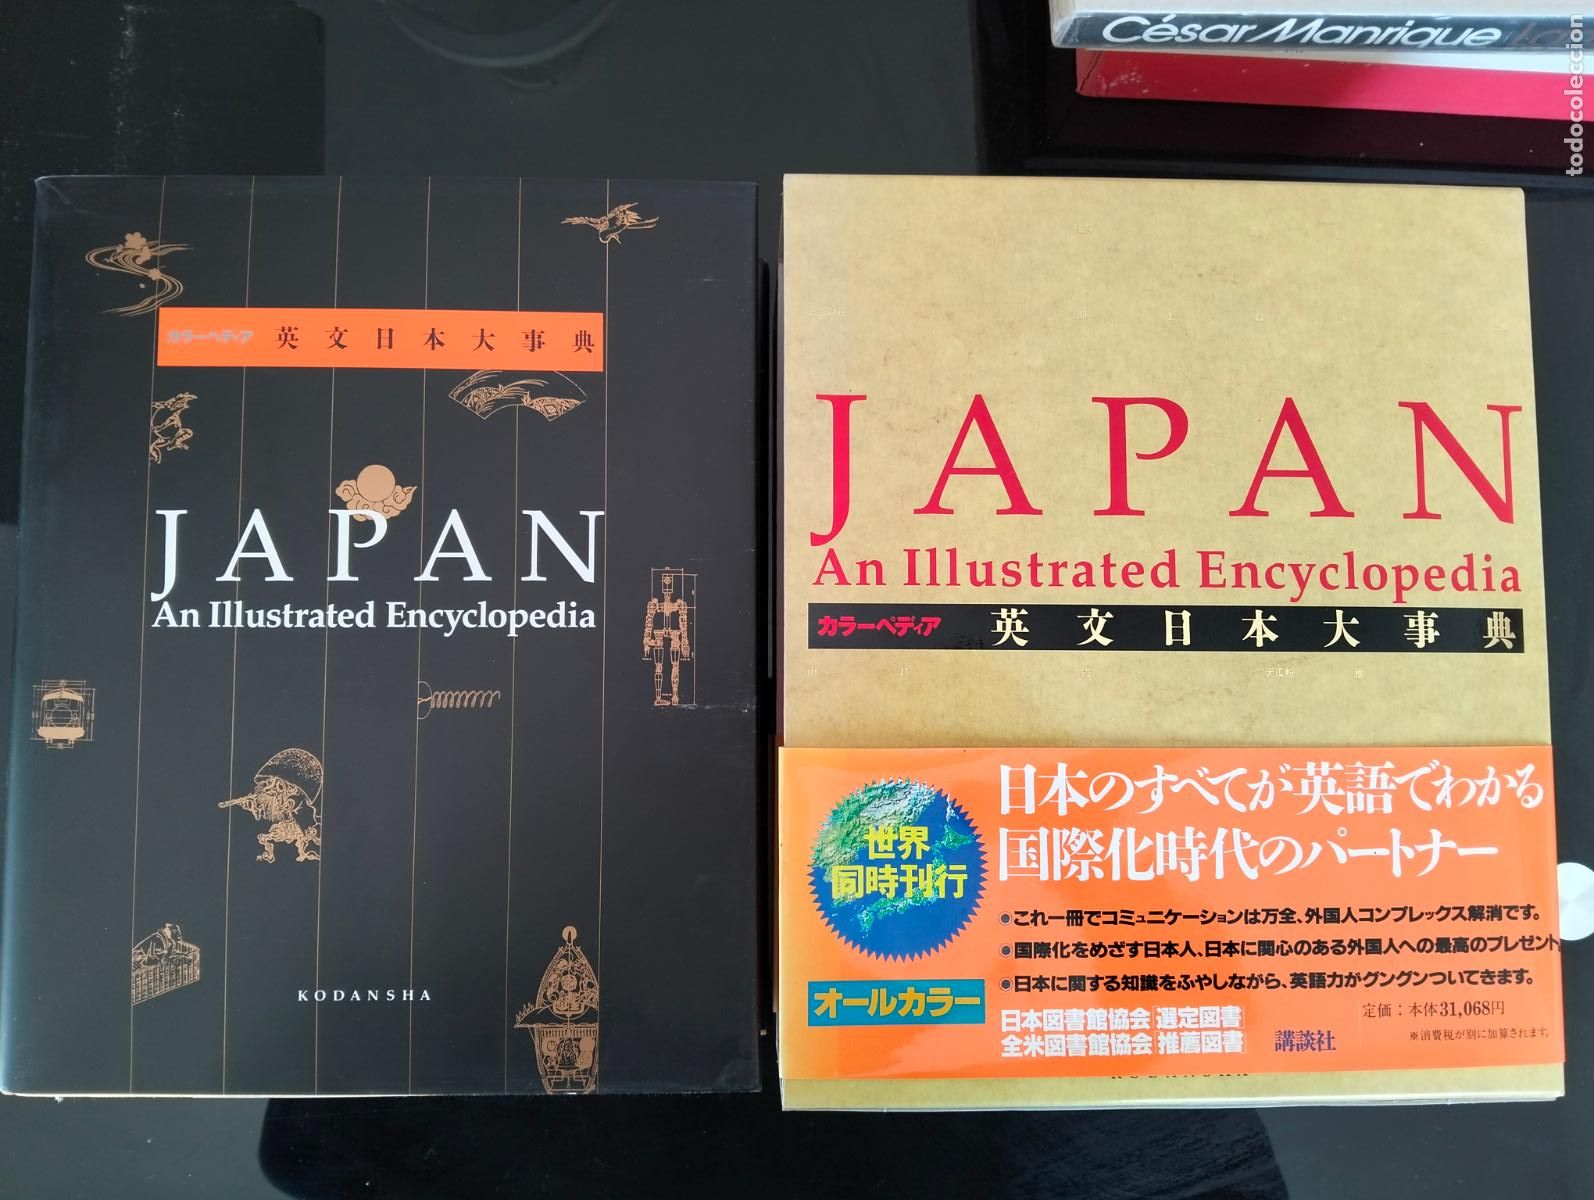 César Manrique
todocoleccion
カラーペディア 英文日本大事典
JAPAN
An Illustrated Encyclopedia
KODANSHA
JAPAN
An Illustrated Encyclopedia
カラーペディア 英文日本大事典
世界
同時刊行
オールカラー
日本のすべてが英語でわかる
国際化時代のパートナー
◉これ一冊でコミュニケーションは万全、外国人コンプレックス解消です。
◉国際化をめざす日本人、日本に関心のある外国人への最高のプレゼント。
◉日本に関する知識をふやしながら、英語力がグングンついてきます。
日本図書館協会「選定図書」
全米図書館協会「推薦図書」
講談社
定価：本体31,068円
※消費税が別に加算されます。